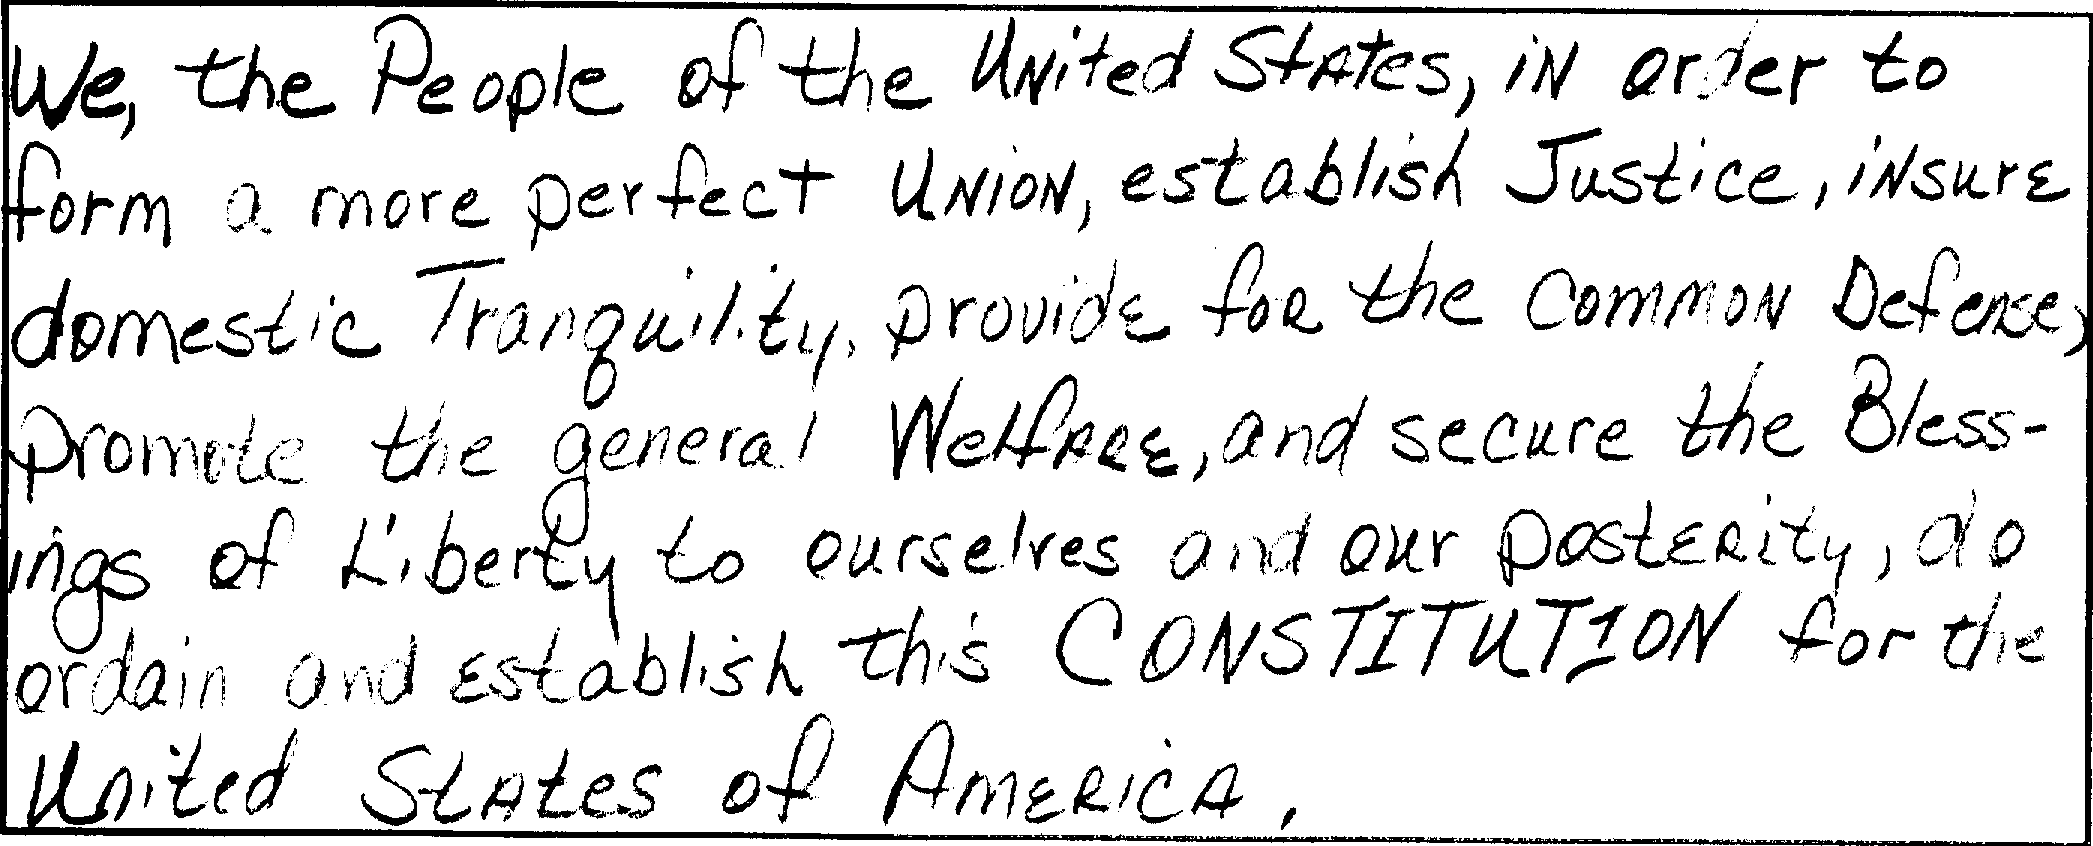 We, the People of the United States, in order to
form a more perfect Union, establish Justice, insure
domestic Tranquility, provide for the common Defense,
promote the general Welfare, and secure the Bless-
ings of Liberty to ourselves and our posterity, do
ordain and establish this CONSTITUTION for the
United States of America.